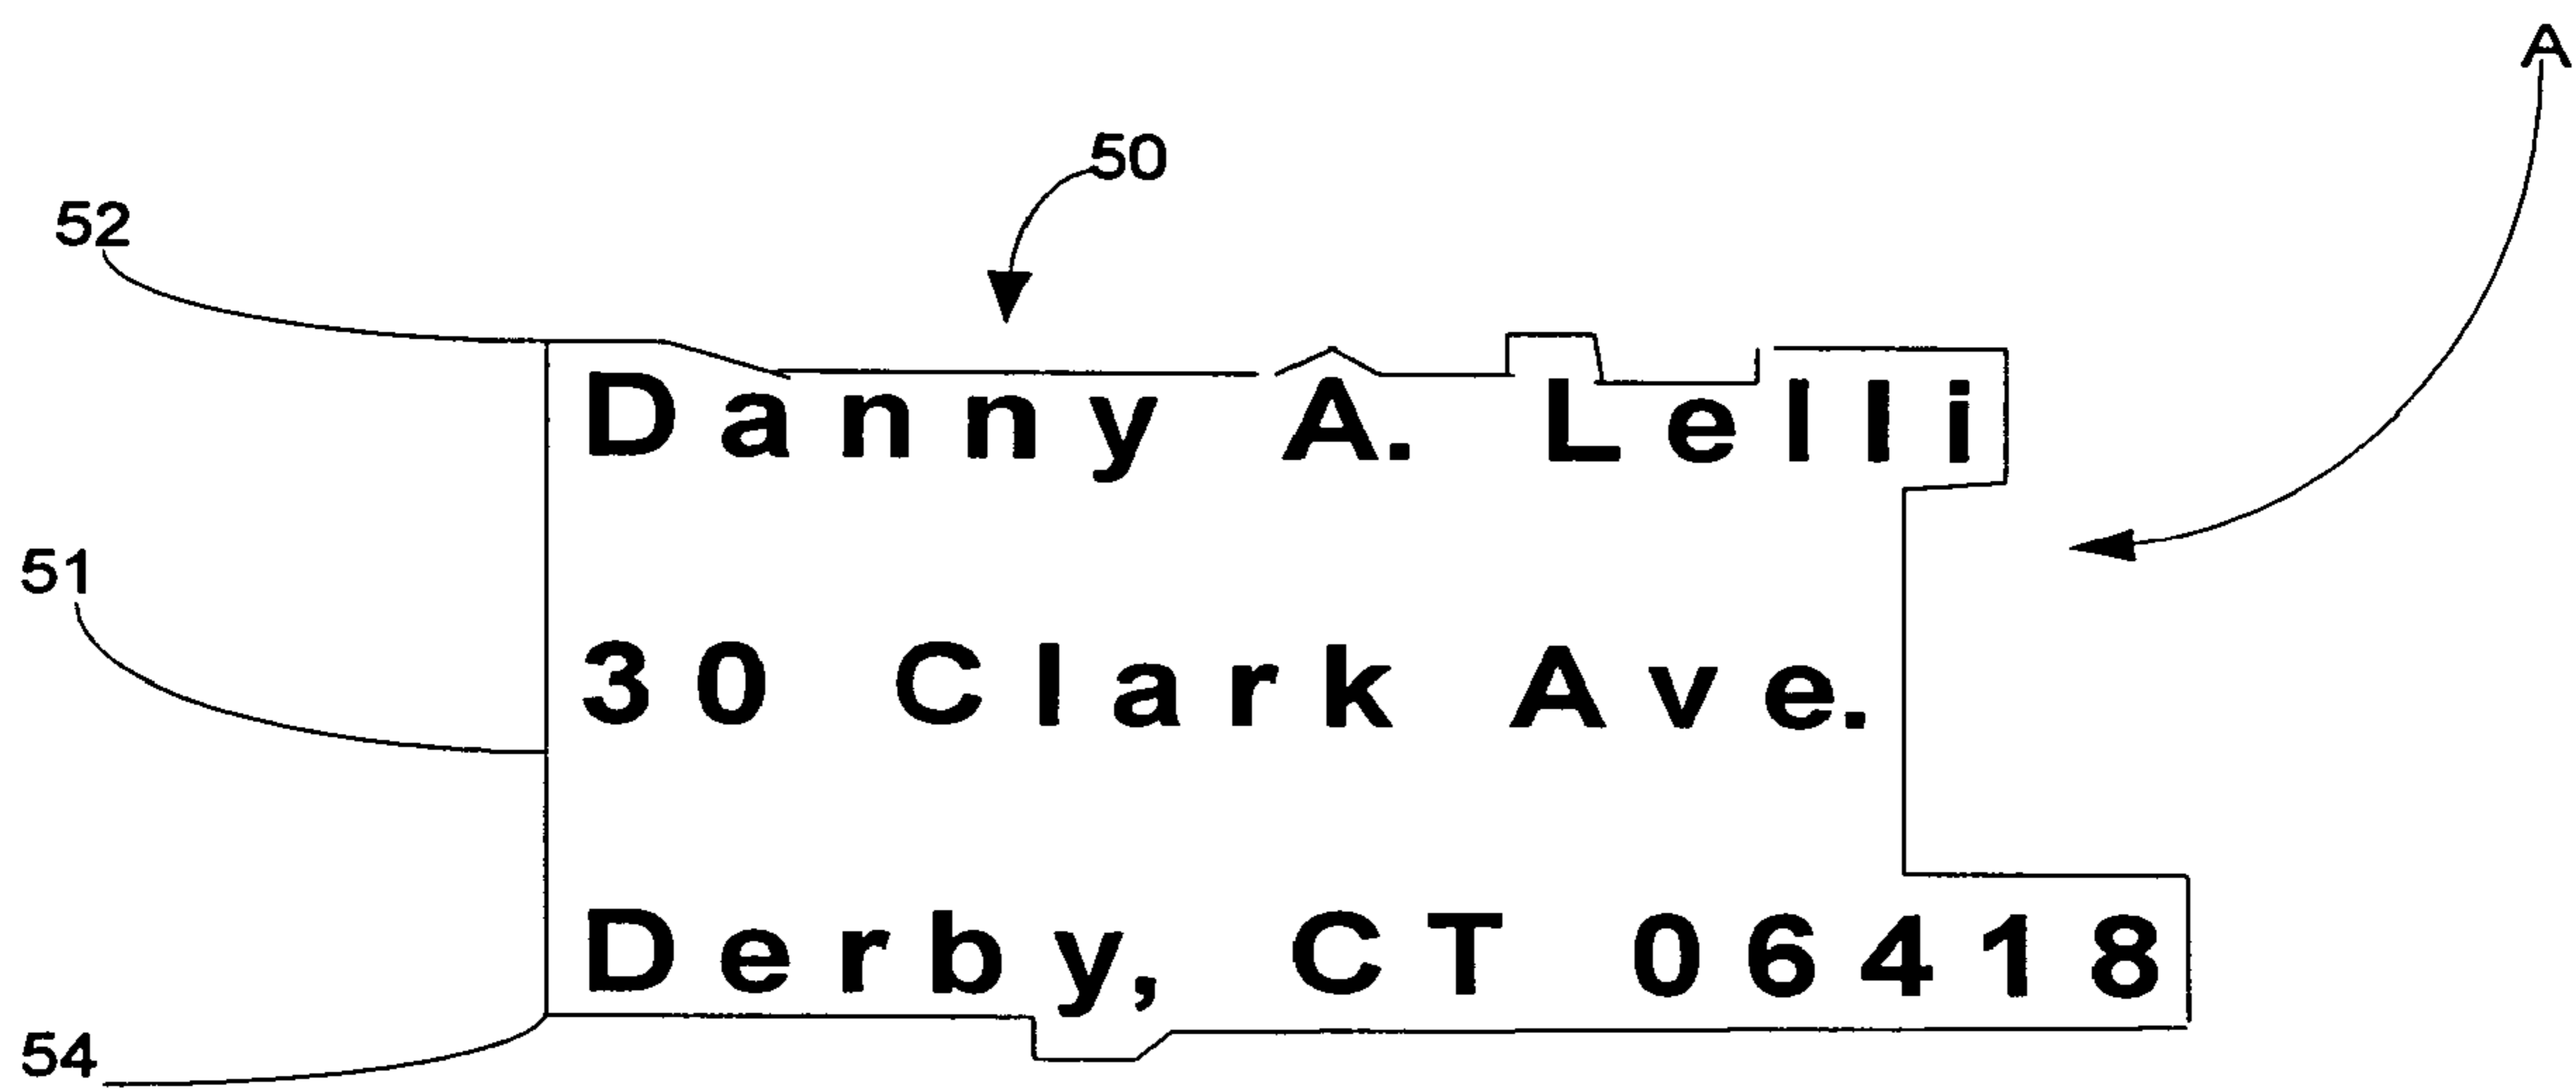 A
50
52
Danny A. Lelli
51
30 Clark Ave.
Derby, CT 06418
54